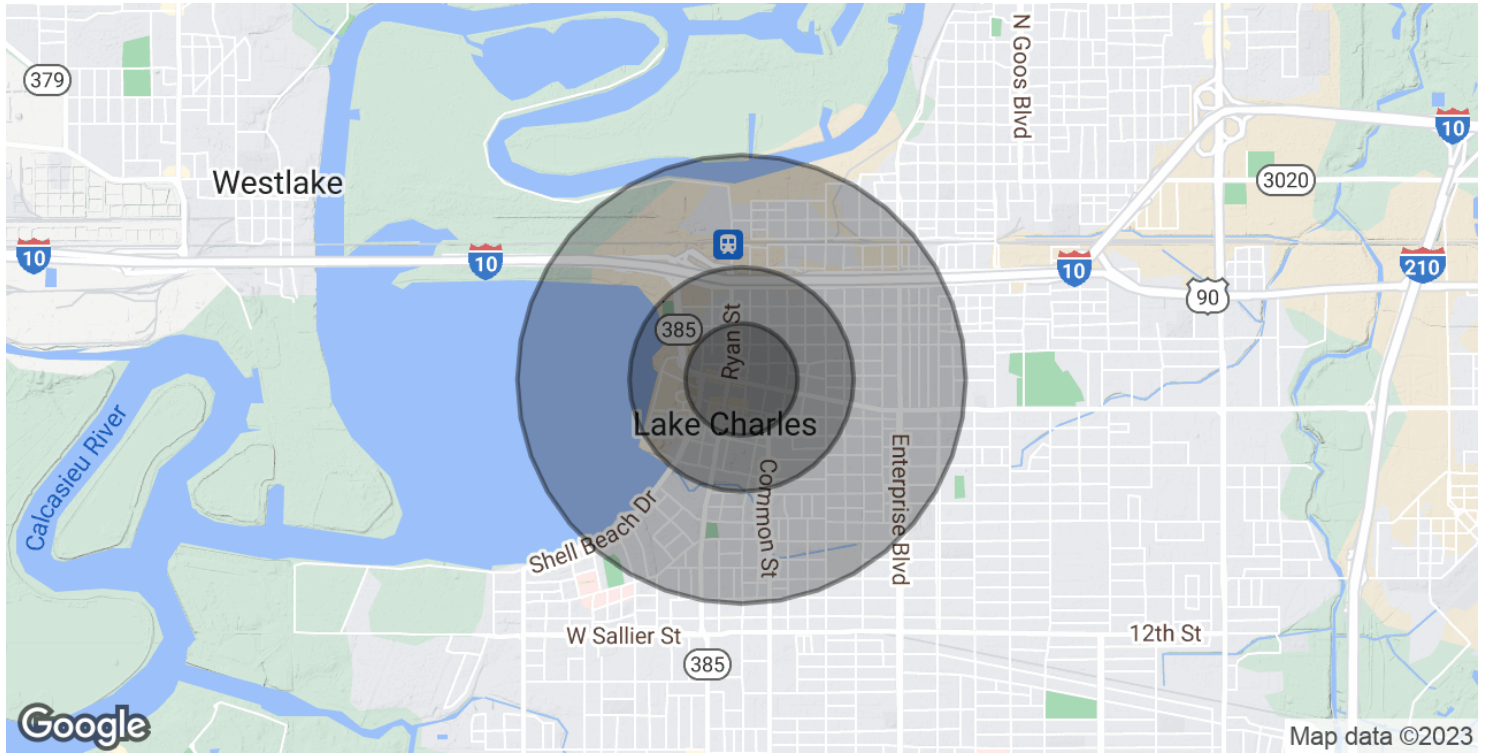 379
N Goos Blvd
10
Westlake
3020
10
10
10
210
90
385
Ryan St
Lake Charles
Calcasieu River
Enterprise Blvd
Common St
Shell Beach Dr
W Sallier St
12th St
385
Google
Map data ©2023